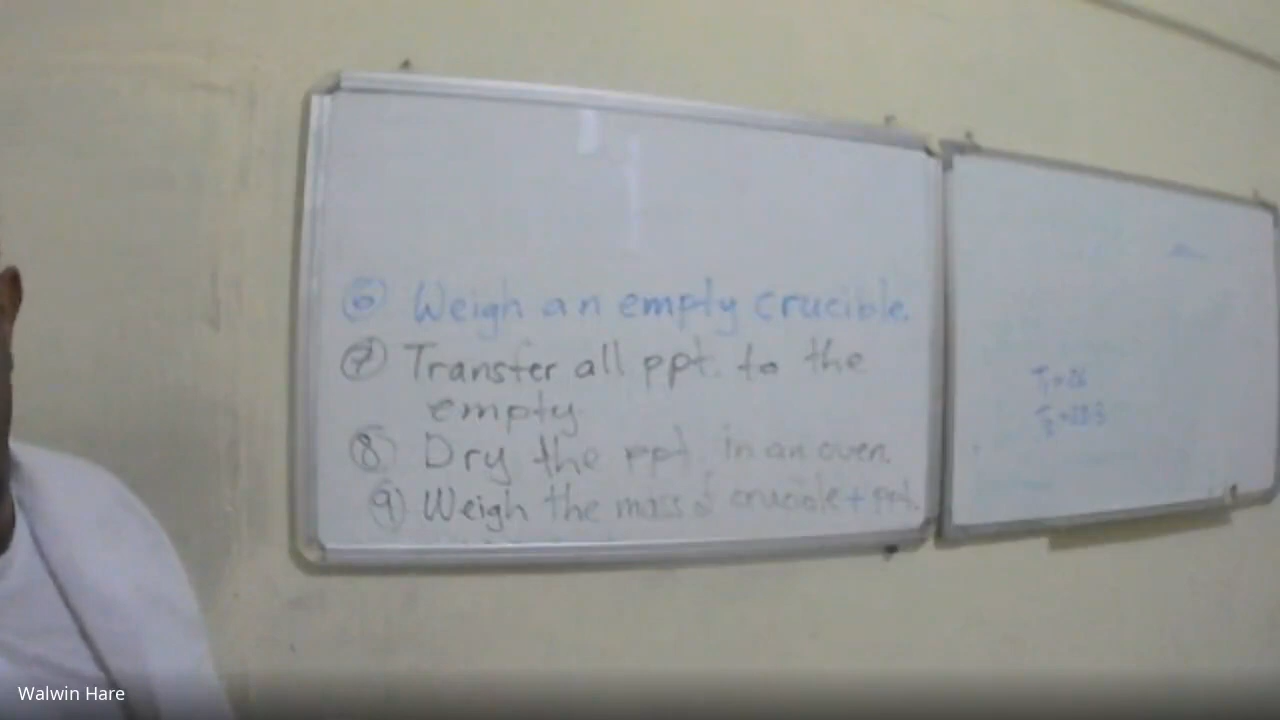 ⑥ Weigh an empty crucible.
⑦ Transfer all ppt. to the
empty
⑧ Dry the ppt in an oven.
⑨ Weigh the mass of crucible + ppt.
Walwin Hare